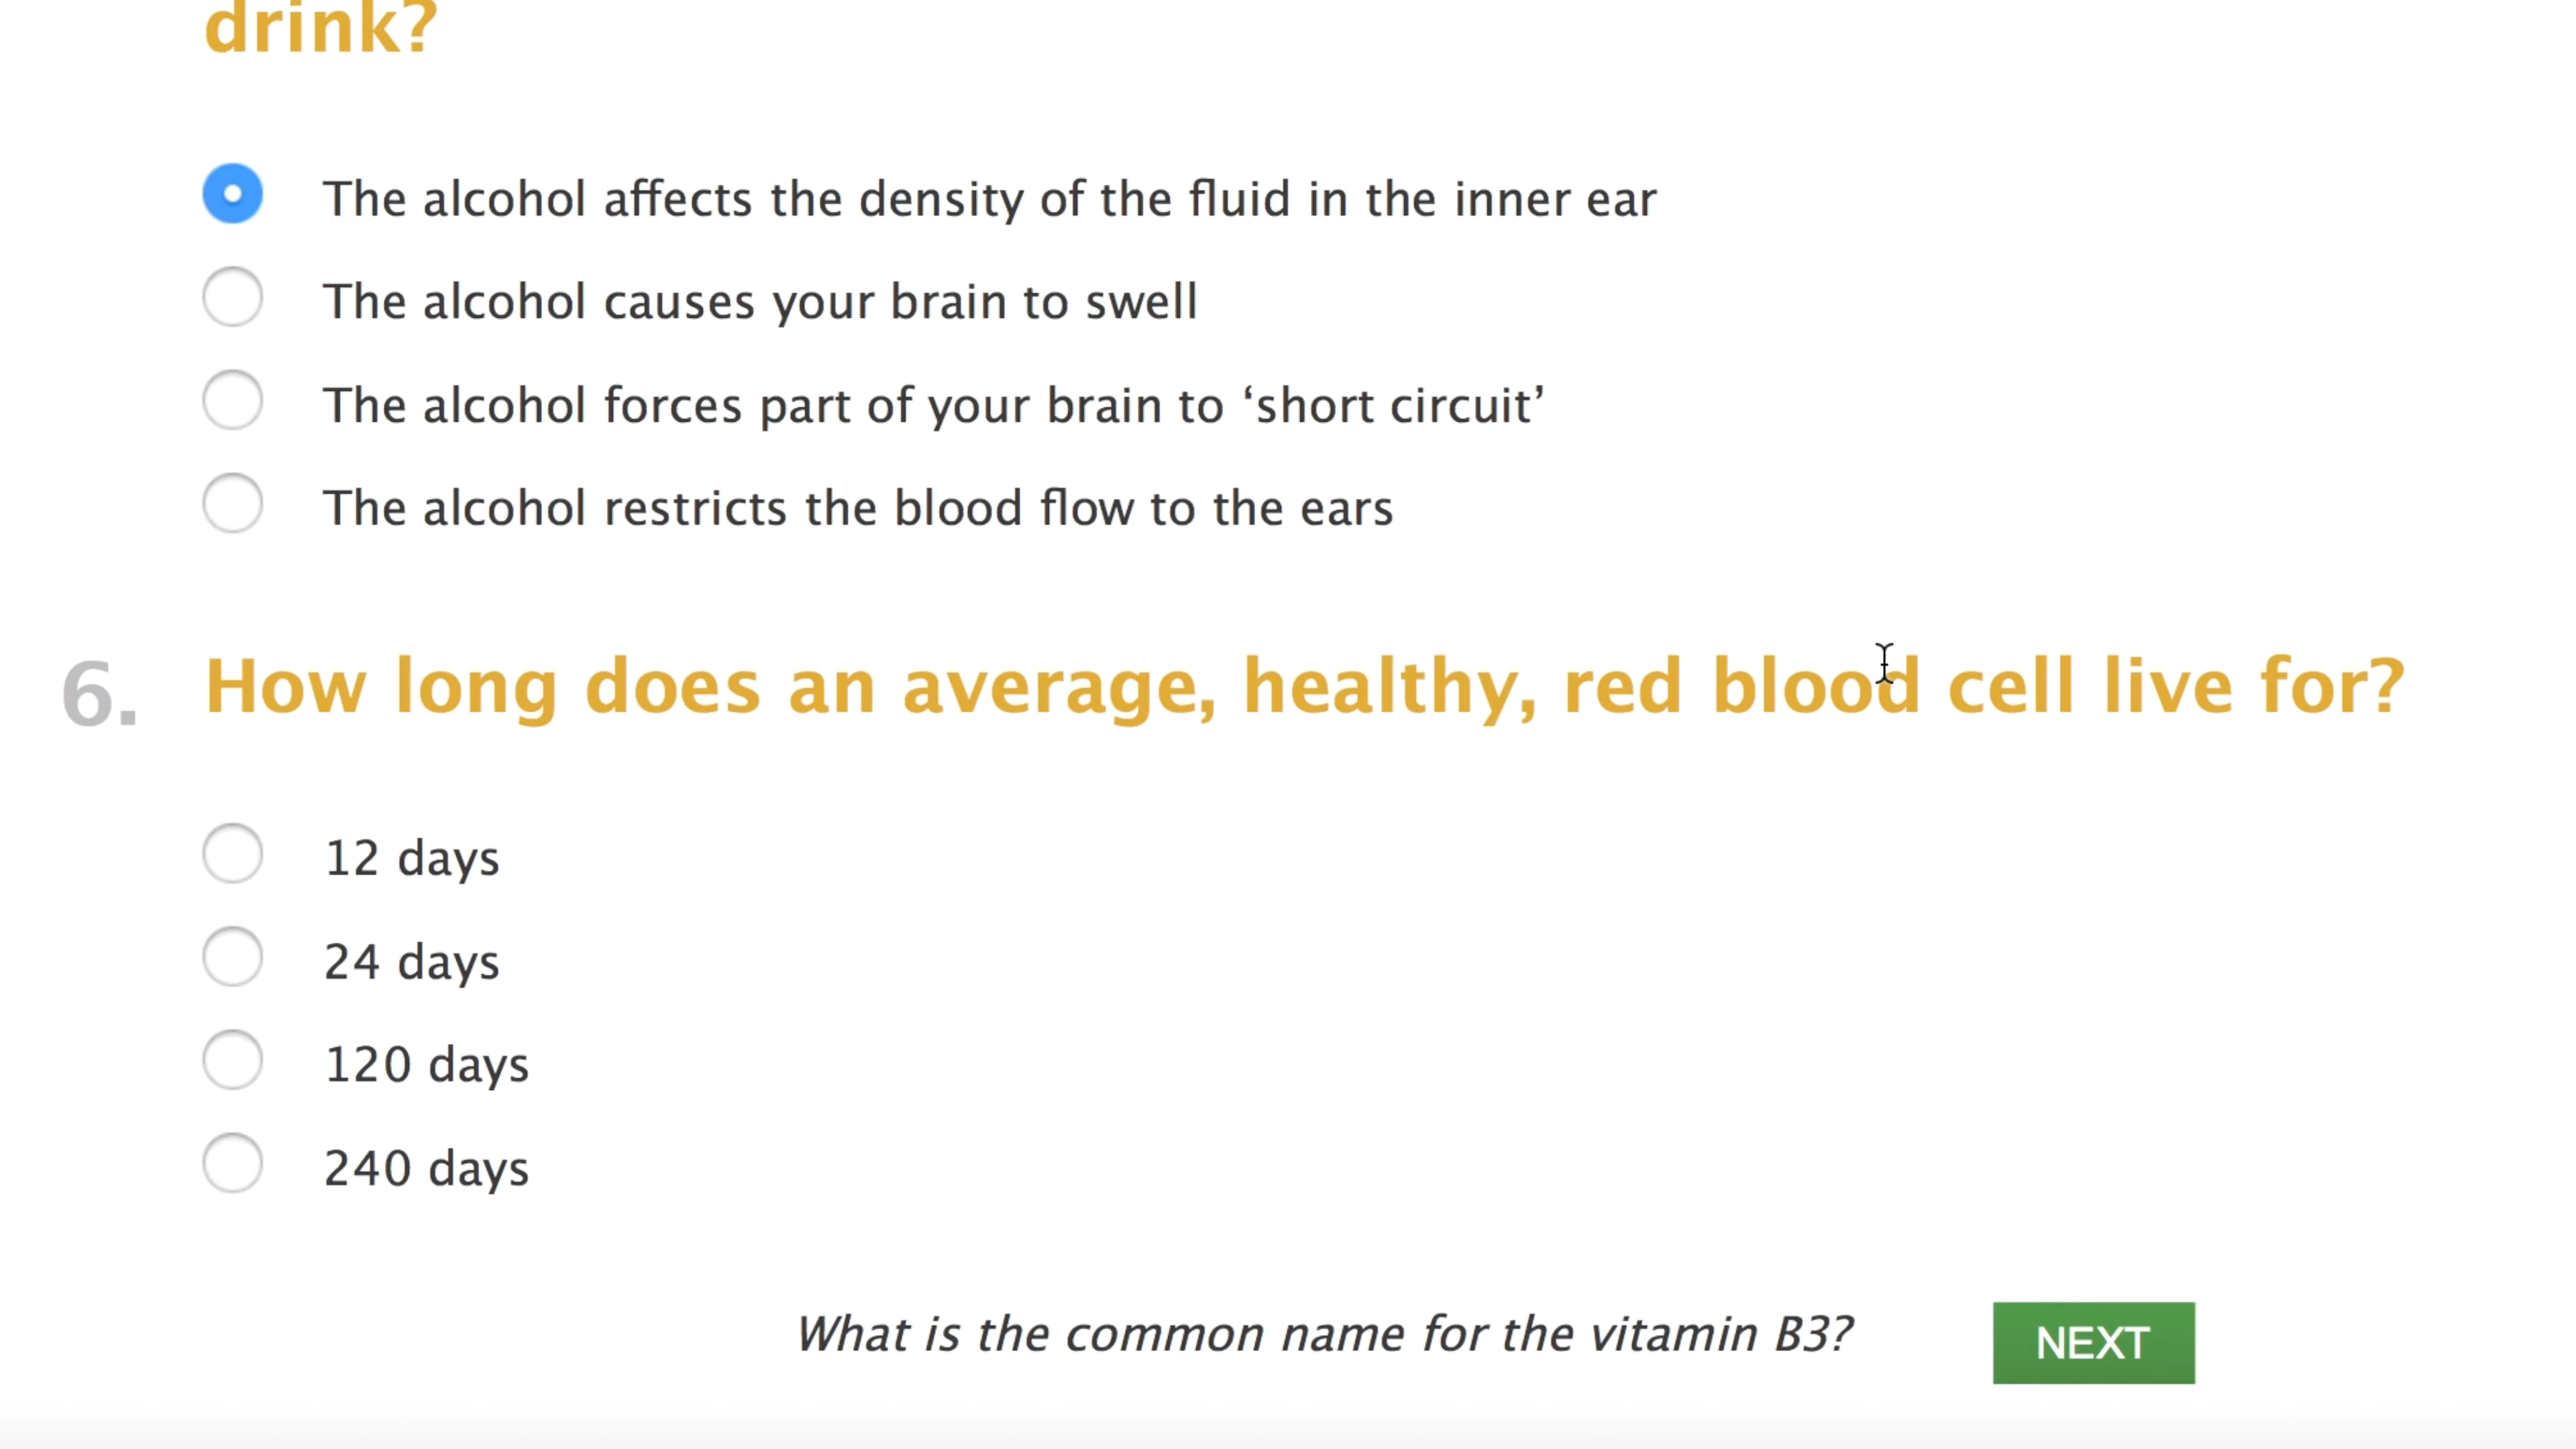 drink?
The alcohol affects the density of the fluid in the inner ear
The alcohol causes your brain to swell
The alcohol forces part of your brain to ‘short circuit’
The alcohol restricts the blood flow to the ears
6. How long does an average, healthy, red blood cell live for?
12 days
24 days
120 days
240 days
What is the common name for the vitamin B3?
NEXT